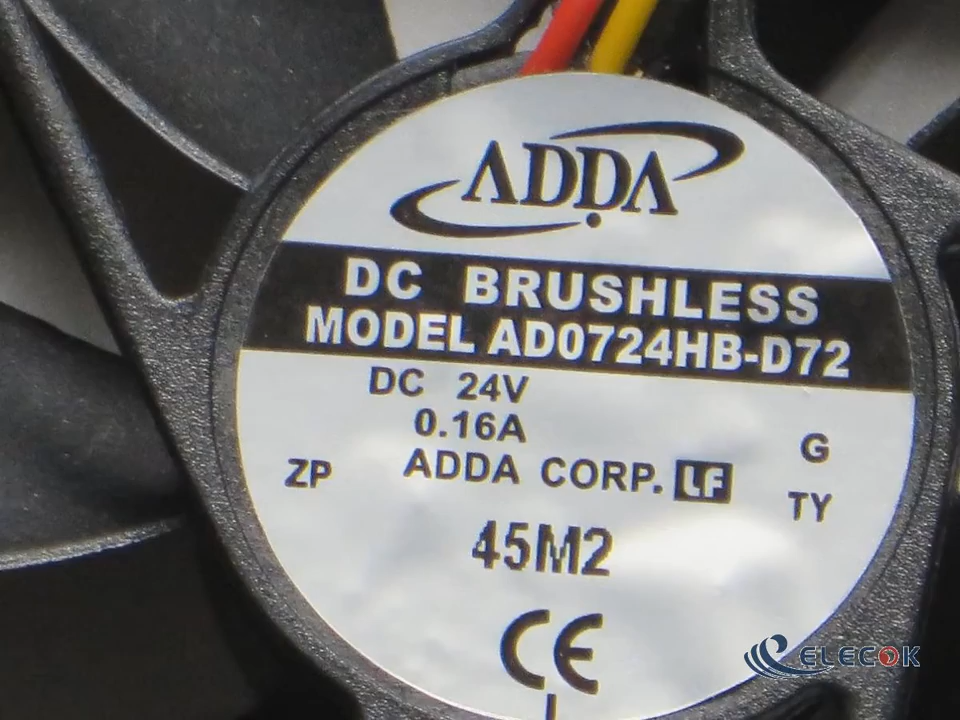 ADDA
DC BRUSHLESS
MODEL AD0724HB-D72
DC 24V
0.16A
G
ZP ADDA CORP. LF
TY
45M2
CE
ELECOK